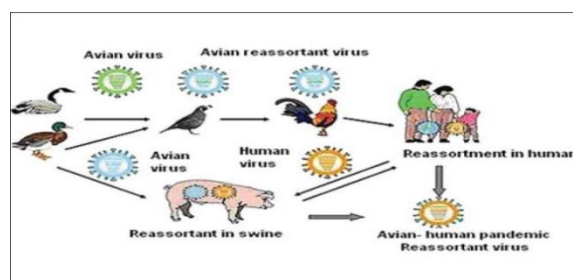 Avian virus
Avian reassortant virus
Avian
virus
Human
virus
Reassortment in human
Reassortant in swine
Avian- human pandemic
Reassortant virus